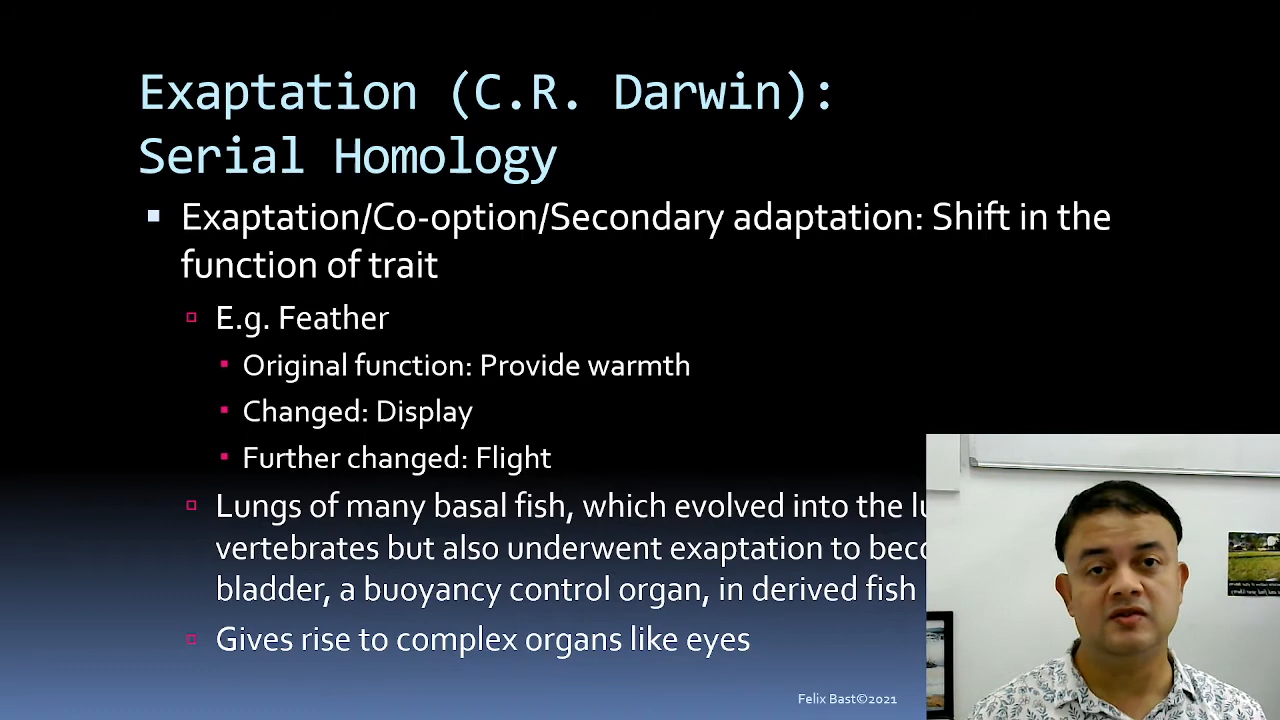 Exaptation (C.R. Darwin):
Serial Homology
Exaptation/Co-option/Secondary adaptation: Shift in the
function of trait
E.g. Feather
Original function: Provide warmth
Changed: Display
Further changed: Flight
Lungs of many basal fish, which evolved into the
vertebrates but also underwent exaptation to
bladder, a buoyancy control organ, in derived fish
Gives rise to complex organs like eyes
Felix Bast©2021